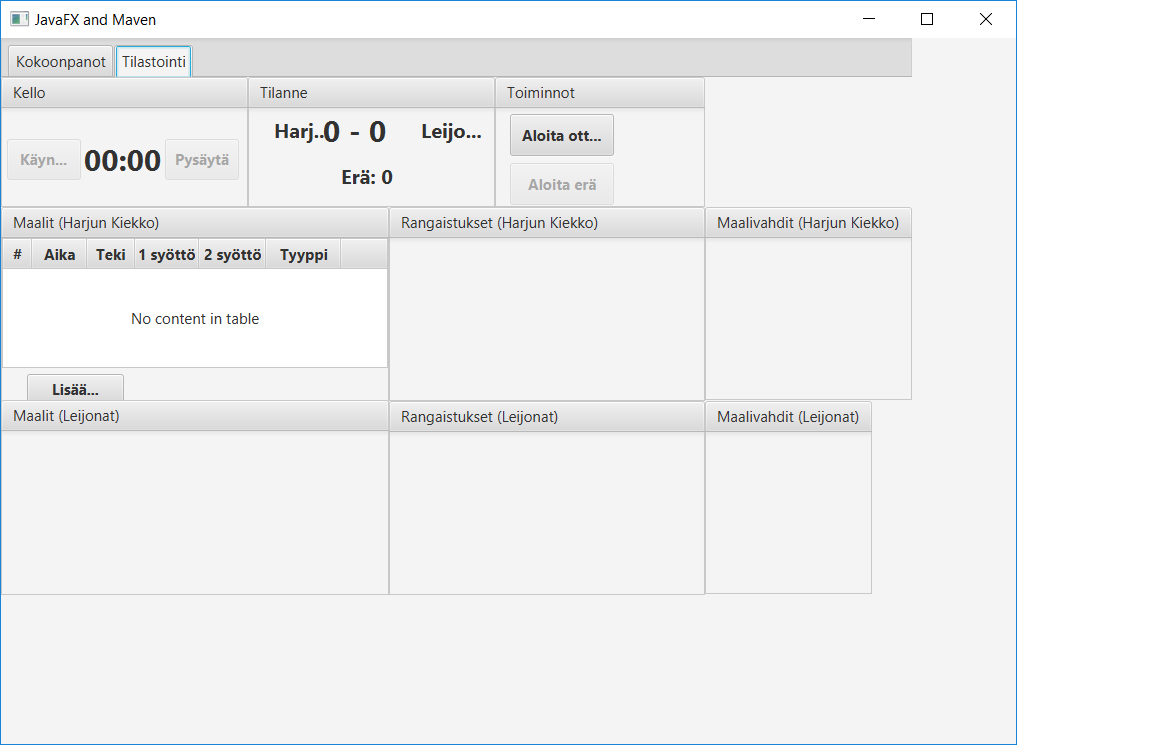 JavaFX and Maven
Kokoonpanot Tilastointi
Kello Tilanne Toiminnot
Harj... 0 - 0 Leijo... Aloita ott...
Käyn... 00:00 Pysäytä
Erä: 0 Aloita erä
Maalit (Harjun Kiekko) Rangaistukset (Harjun Kiekko) Maalivahdit (Harjun Kiekko)
# Aika Teki 1 syöttö 2 syöttö Tyyppi
No content in table
Lisää...
Maalit (Leijonat) Rangaistukset (Leijonat) Maalivahdit (Leijonat)